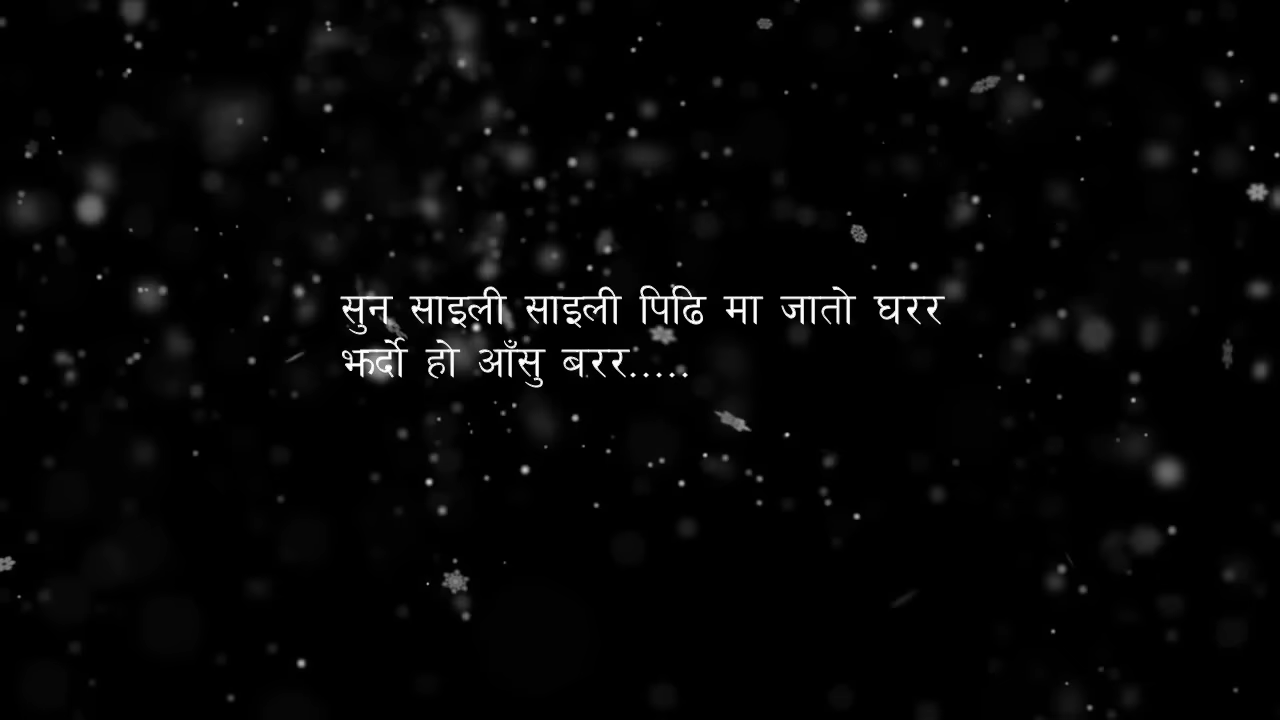 सुन साइली साइली पिढि मा जातो घरर
झर्दो हो आँसु बरर.....